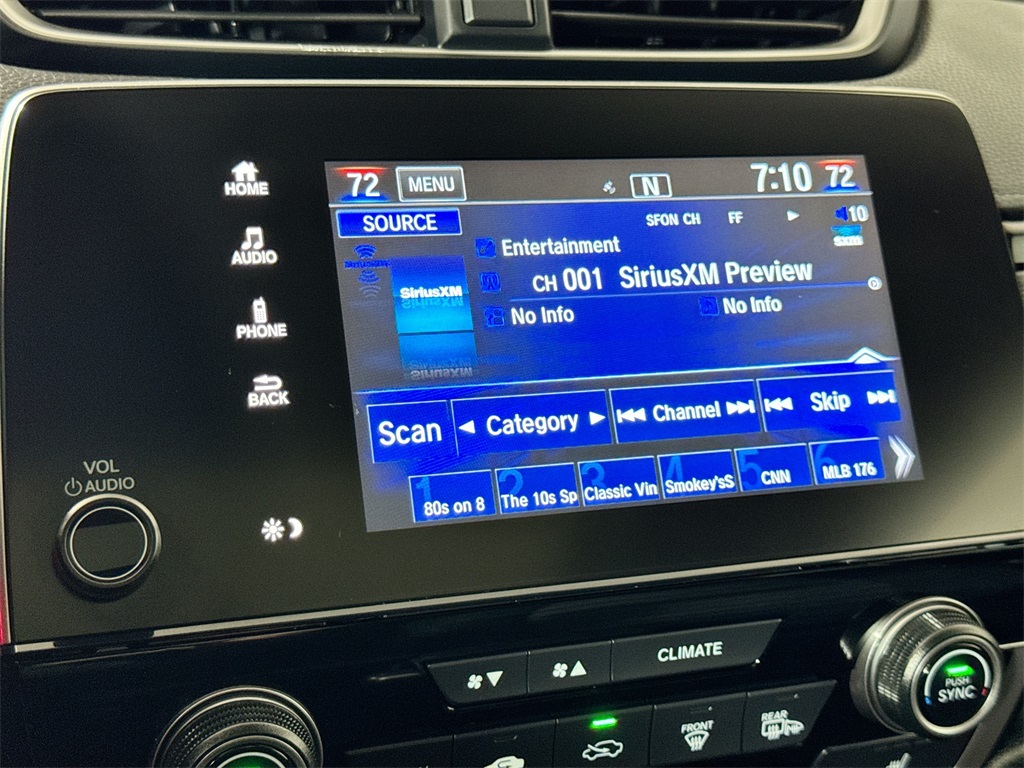 72 MENU N 7:10 72
HOME
SOURCE
SFON CH FF 10
sxm
AUDIO
SiriusXM
Entertainment
CH 001 SiriusXM Preview
No Info No Info
PHONE
BACK
Scan Category Channel Skip
1 80s on 8
2 The 10s Sp
3 Classic Vin
4 Smokey'sS
5 CNN
6 MLB 176
VOL
AUDIO
CLIMATE
PUSH
SYNC
FRONT
REAR